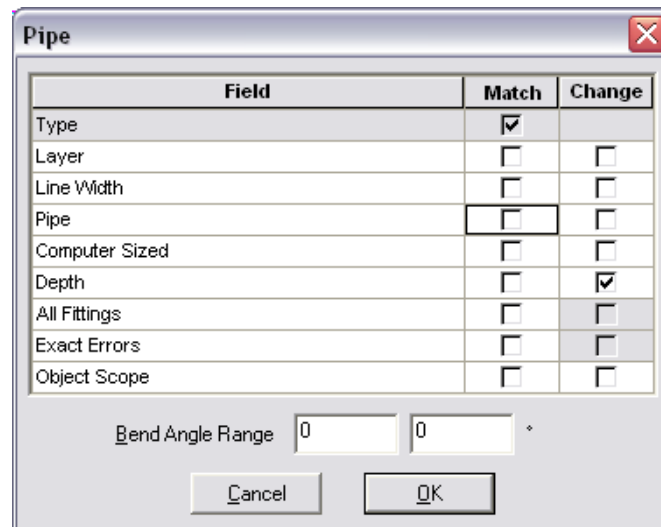 Pipe
Field Match Change
Type
Layer
Line Width
Pipe
Computer Sized
Depth
All Fittings
Exact Errors
Object Scope
Bend Angle Range 0 0 °
Cancel OK